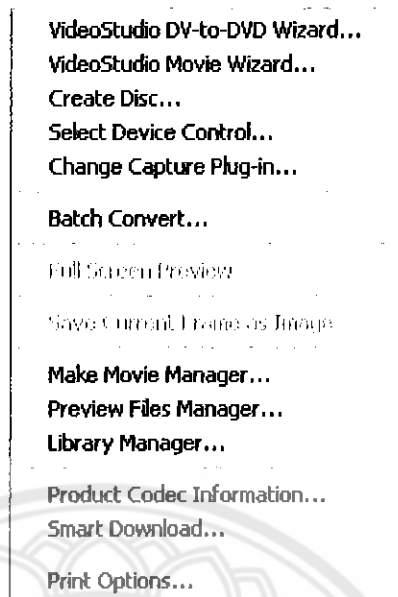 VideoStudio DV-to-DVD Wizard...
VideoStudio Movie Wizard...
Create Disc...
Select Device Control...
Change Capture Plug-in...
Batch Convert...
Full Screen Preview
Save Current Frame as Image
Make Movie Manager...
Preview Files Manager...
Library Manager...
Product Codec Information...
Smart Download...
Print Options...